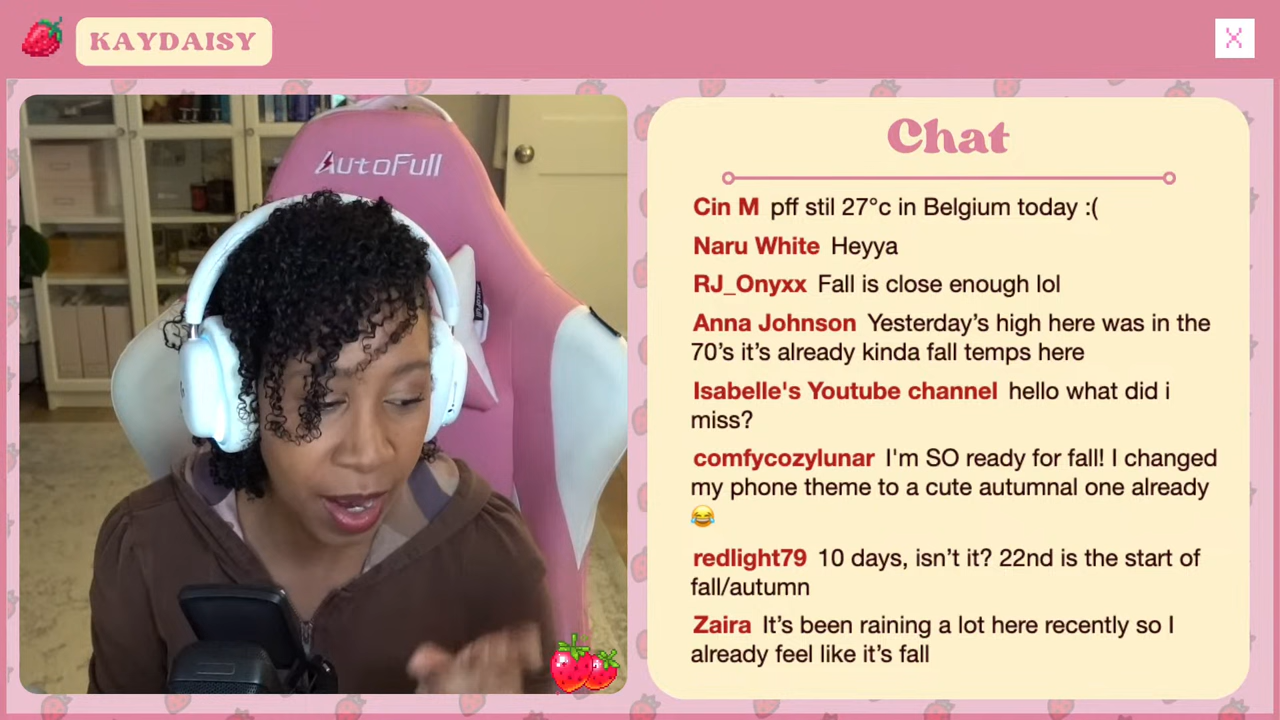 KAYDAISY
AutoFull
Chat
Cin M pff stil 27°c in Belgium today :(
Naru White Heyya
RJ_Onyxx Fall is close enough lol
Anna Johnson Yesterday’s high here was in the
70’s it’s already kinda fall temps here
Isabelle's Youtube channel hello what did i
miss?
comfycozylunar I'm SO ready for fall! I changed
my phone theme to a cute autumnal one already
😂
redlight79 10 days, isn’t it? 22nd is the start of
fall/autumn
Zaira It’s been raining a lot here recently so I
already feel like it’s fall